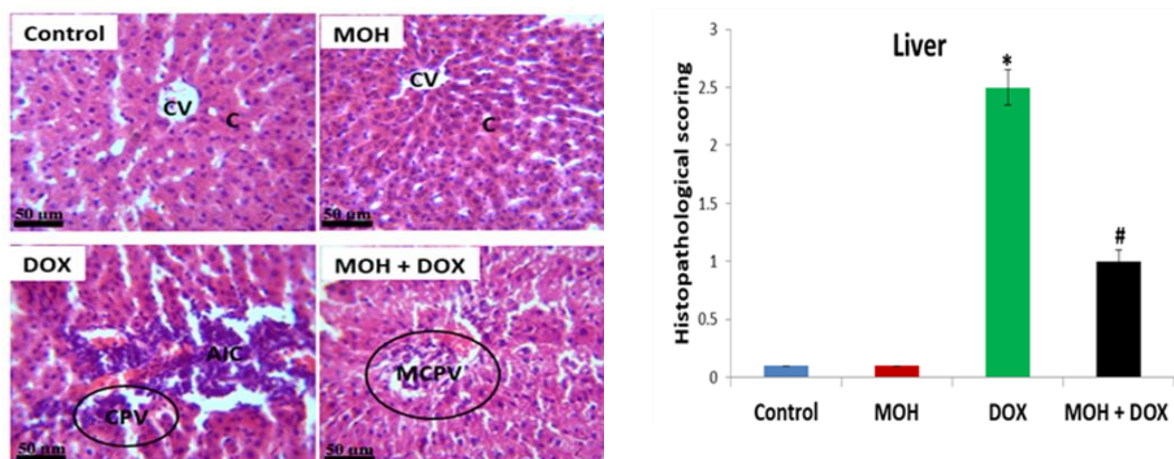 Control
CV
C
50 µm
MOH
CV
C
50 µm
DOX
AIC
CPV
50 µm
MOH + DOX
MCPV
50 µm
Liver
Histopathological scoring
3
2.5
2
1.5
1
0.5
0
*
#
Control MOH DOX MOH + DOX